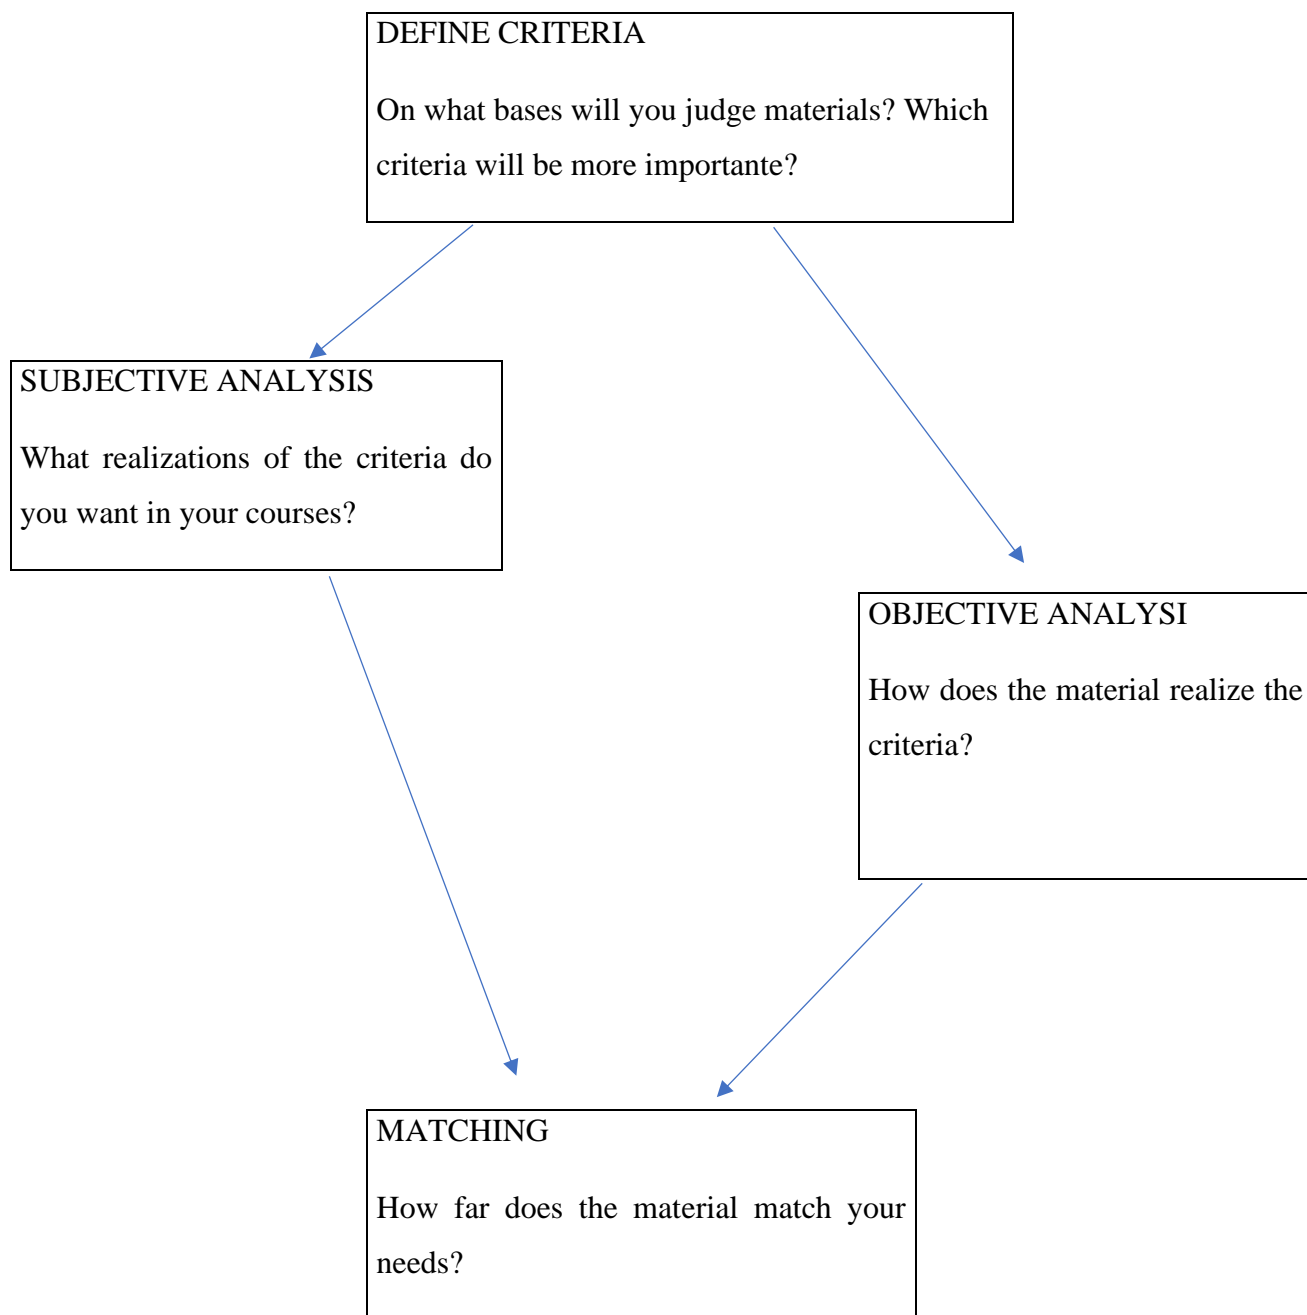 DEFINE CRITERIA
On what bases will you judge materials? Which
criteria will be more importante?
SUBJECTIVE ANALYSIS
What realizations of the criteria do
you want in your courses?
OBJECTIVE ANALYSI
How does the material realize the
criteria?
MATCHING
How far does the material match your
needs?